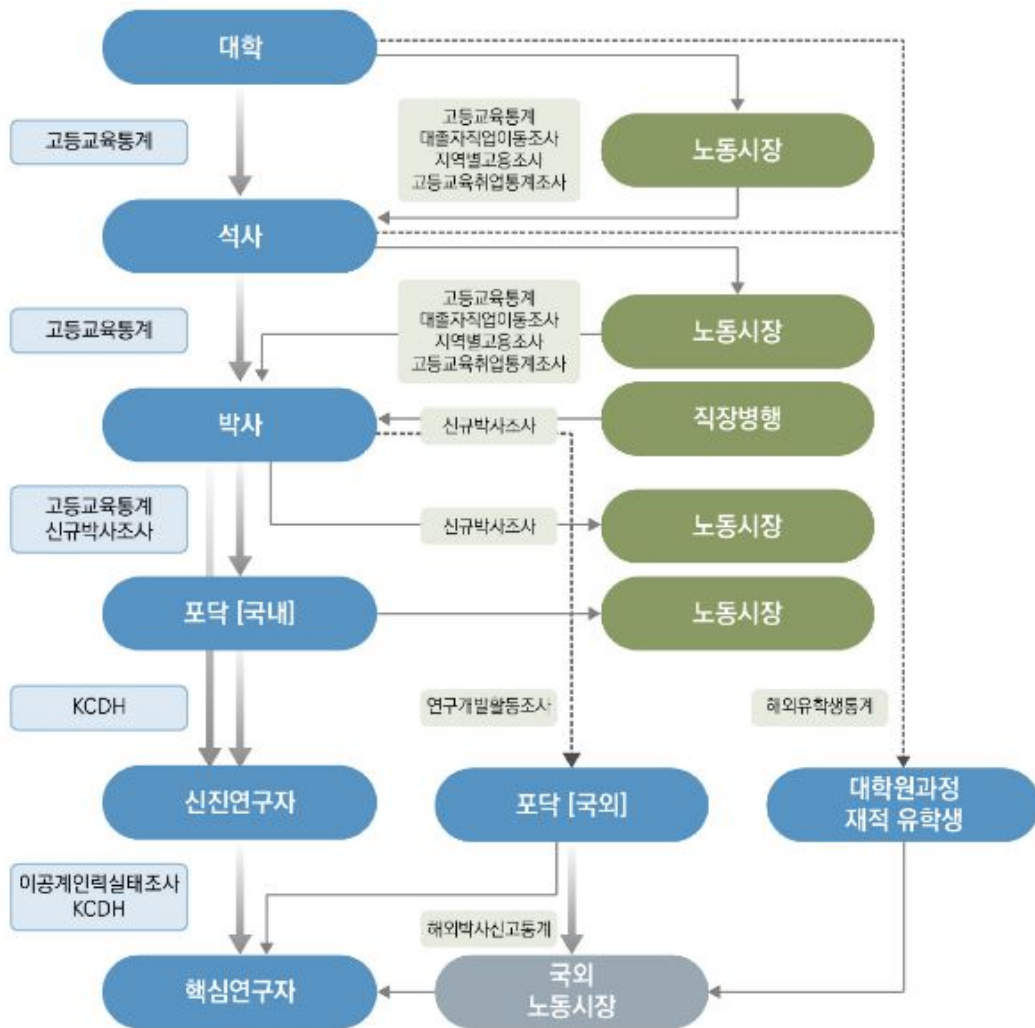 대학
고등교육통계
고등교육통계
대졸자직업이동조사
지역별고용조사
고등교육취업통계조사
노동시장
석사
고등교육통계
고등교육통계
대졸자직업이동조사
지역별고용조사
고등교육취업통계조사
노동시장
박사
신규박사조사
직장병행
고등교육통계
신규박사조사
신규박사조사
노동시장
포닥 [국내]
노동시장
KCDH
연구개발활동조사
해외유학생통계
신진연구자
포닥 [국외]
대학원과정
재적 유학생
이공계인력실태조사
KCDH
해외박사신고통계
핵심연구자
국외
노동시장